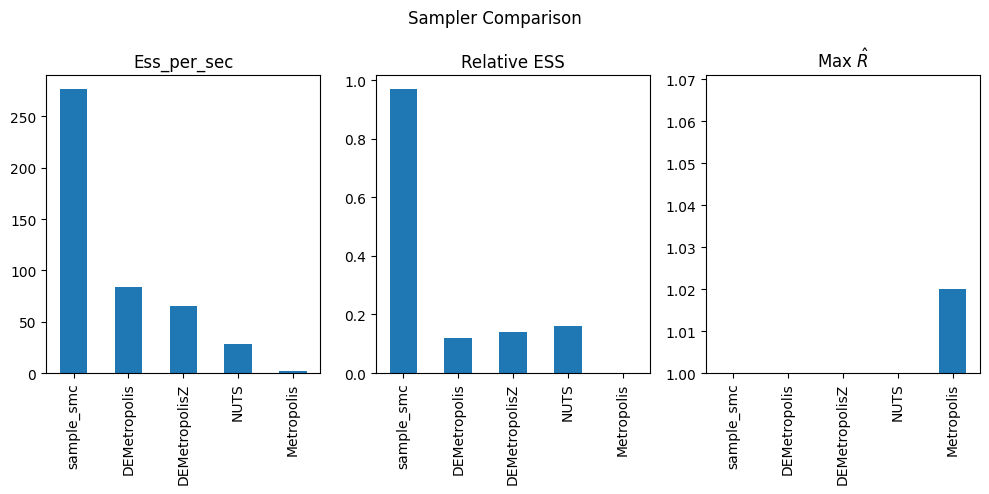 Sampler Comparison
Ess_per_sec
250
200
150
100
50
0
sample_smc
DEMetropolis
DEMetropolisZ
NUTS
Metropolis
Relative ESS
1.0
0.8
0.6
0.4
0.2
0.0
sample_smc
DEMetropolis
DEMetropolisZ
NUTS
Metropolis
Max R̂
1.07
1.06
1.05
1.04
1.03
1.02
1.01
1.00
sample_smc
DEMetropolis
DEMetropolisZ
NUTS
Metropolis